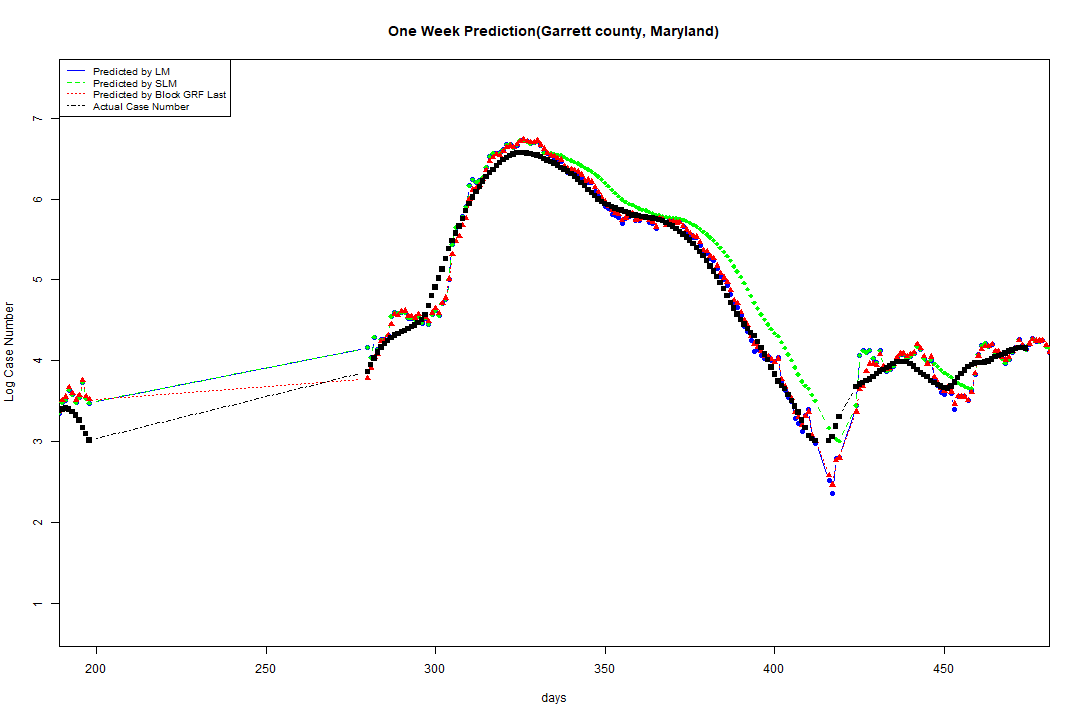 One Week Prediction(Garrett county, Maryland)
Predicted by LM
Predicted by SLM
Predicted by Block GRF Last
Actual Case Number
Log Case Number
7
6
5
4
3
2
1
200 250 300 350 400 450
days